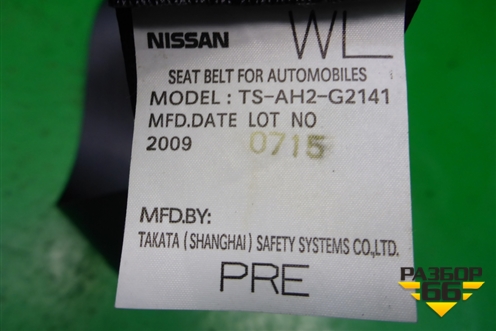 NISSAN WL
SEAT BELT FOR AUTOMOBILES
MODEL : TS-AH2-G2141
MFD.DATE LOT NO
2009 0715
MFD.BY:
TAKATA (SHANGHAI) SAFETY SYSTEMS CO.,LTD.
PRE
РАЗБОР
66